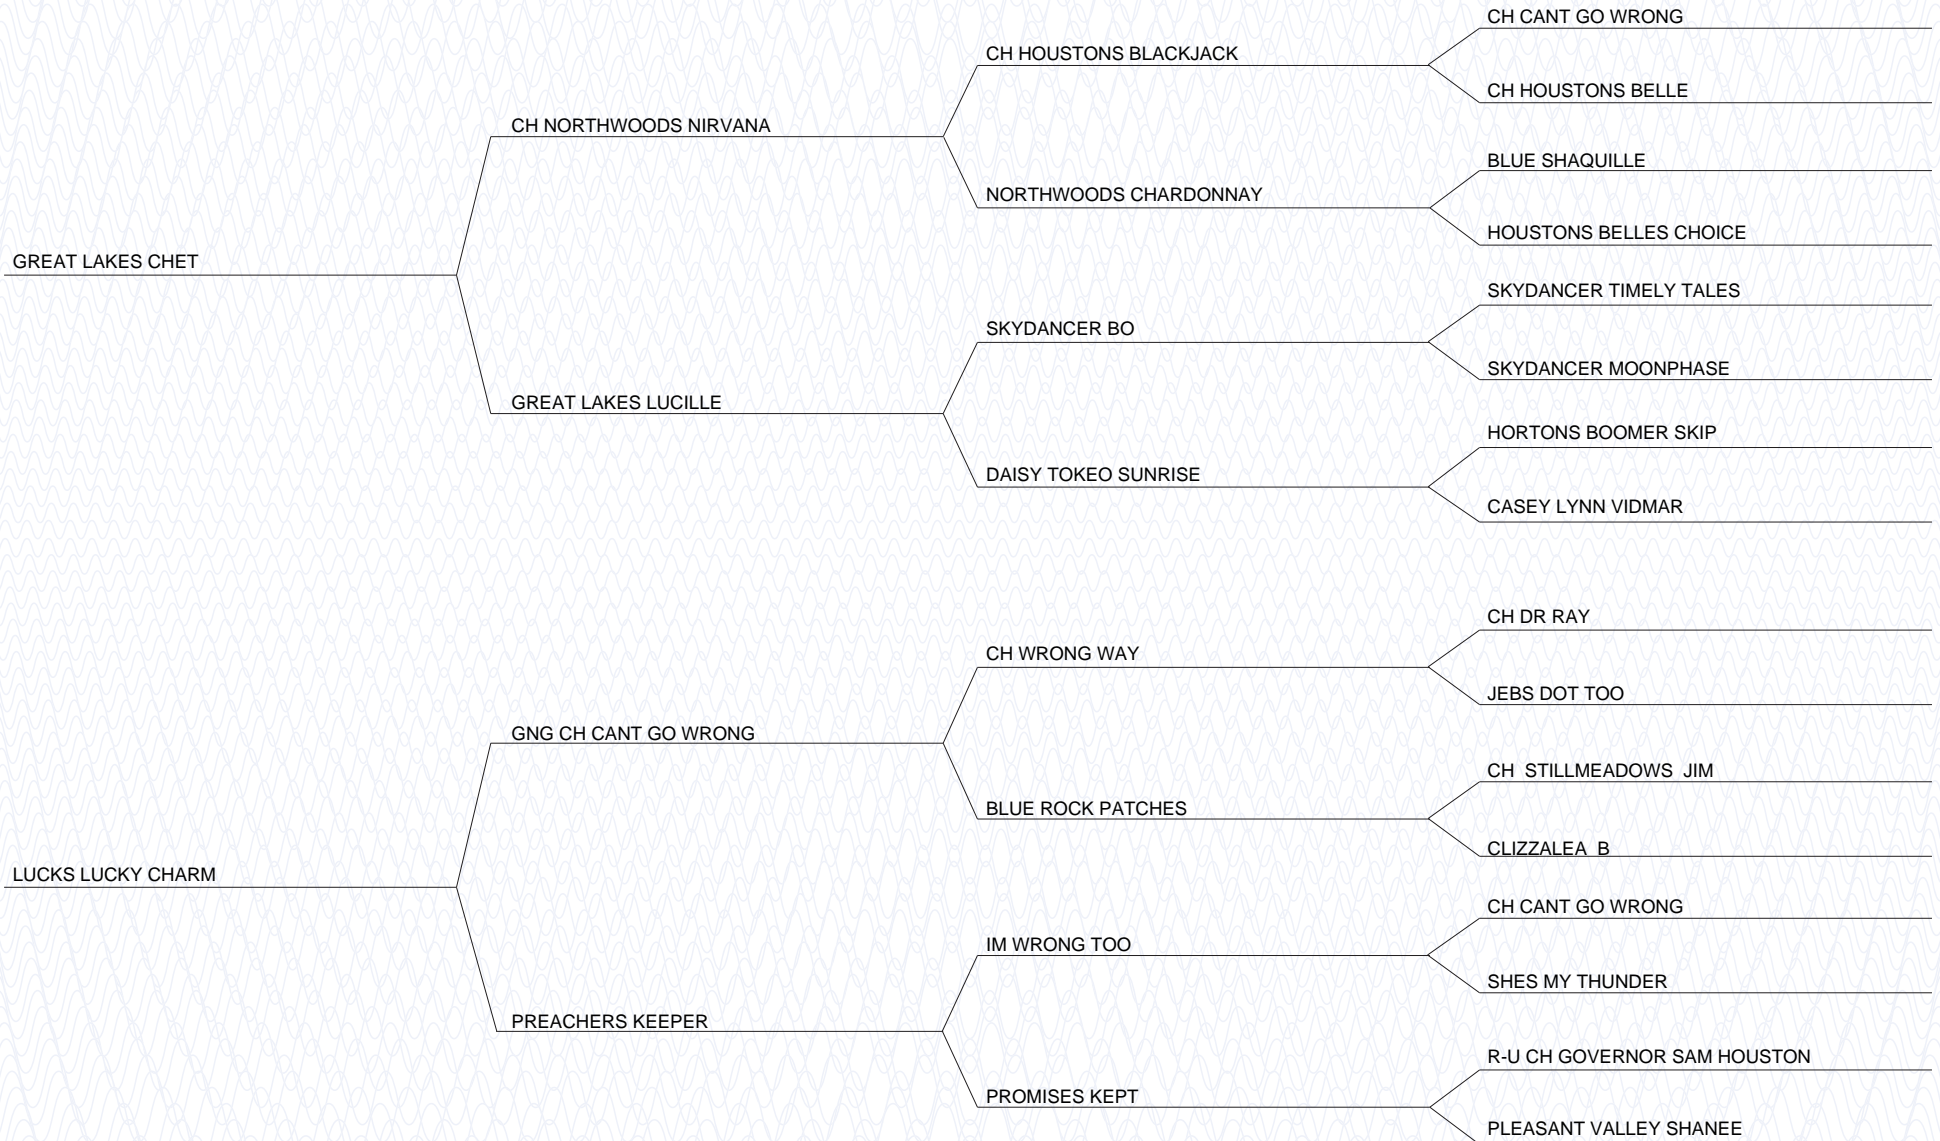 CH CANT GO WRONG
CH HOUSTONS BLACKJACK
CH HOUSTONS BELLE
CH NORTHWOODS NIRVANA
BLUE SHAQUILLE
NORTHWOODS CHARDONNAY
HOUSTONS BELLES CHOICE
GREAT LAKES CHET
SKYDANCER TIMELY TALES
SKYDANCER BO
SKYDANCER MOONPHASE
GREAT LAKES LUCILLE
HORTONS BOOMER SKIP
DAISY TOKEO SUNRISE
CASEY LYNN VIDMAR
CH DR RAY
CH WRONG WAY
JEBS DOT TOO
GNG CH CANT GO WRONG
CH  STILLMEADOWS  JIM
BLUE ROCK PATCHES
CLIZZALEA  B
LUCKS LUCKY CHARM
CH CANT GO WRONG
IM WRONG TOO
SHES MY THUNDER
PREACHERS KEEPER
R-U CH GOVERNOR SAM HOUSTON
PROMISES KEPT
PLEASANT VALLEY SHANEE